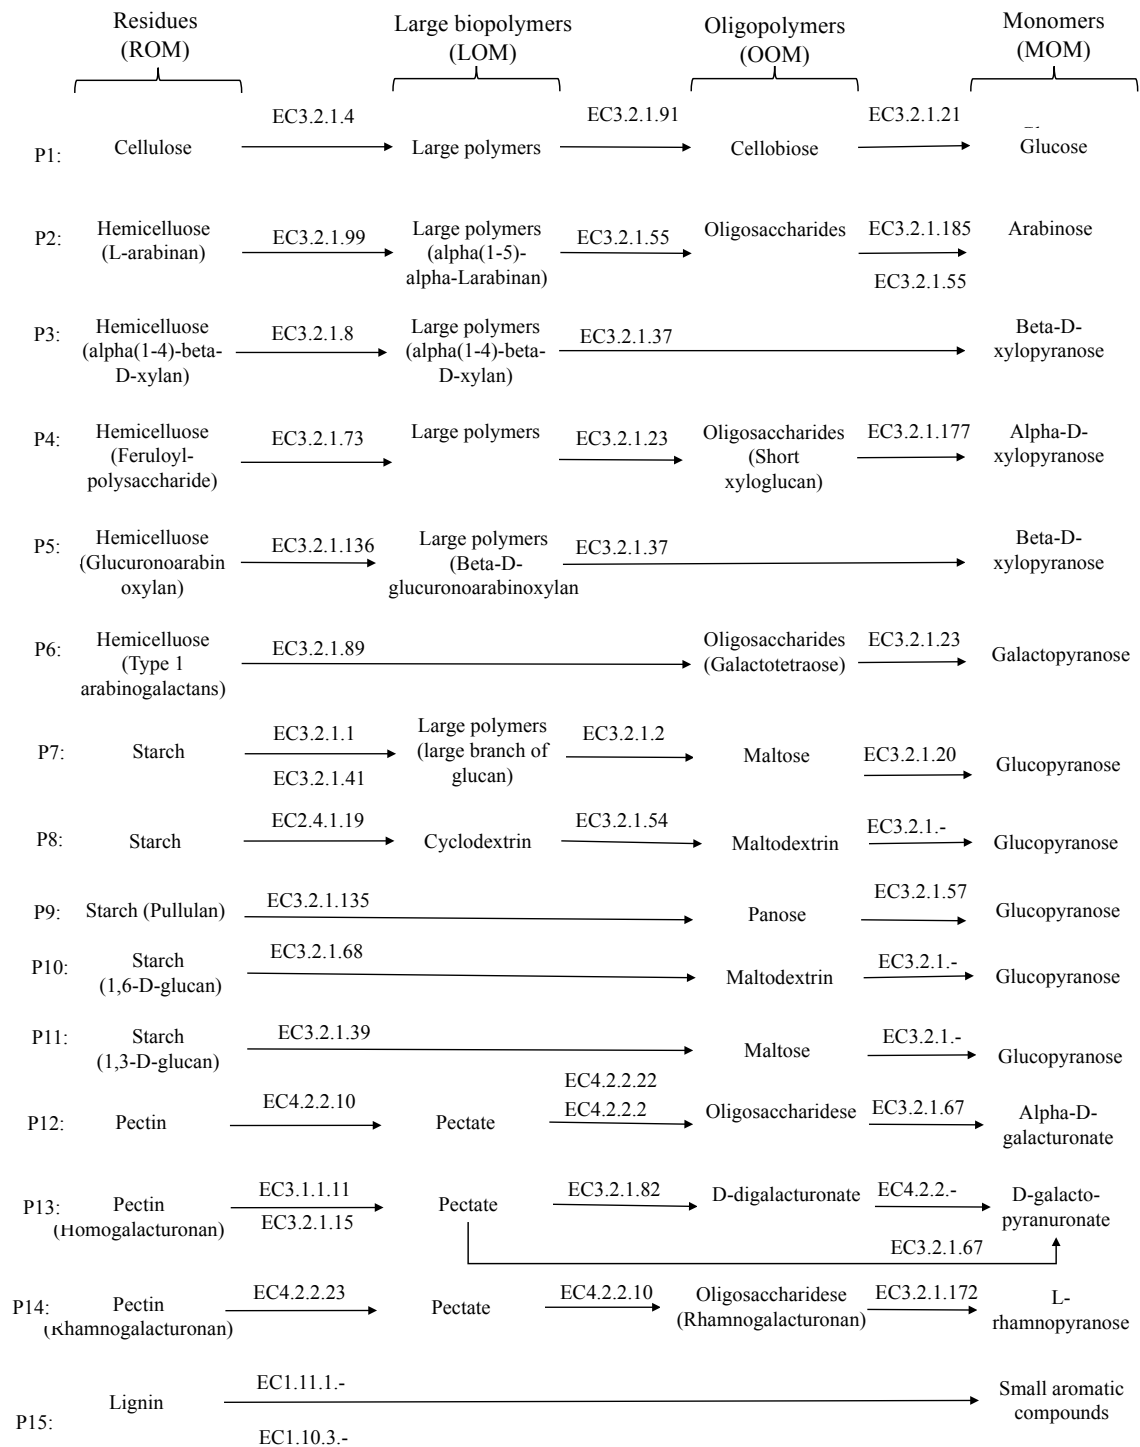 Residues
(ROM)
Large biopolymers
(LOM)
Oligopolymers
(OOM)
Monomers
(MOM)
P1:
Cellulose
EC3.2.1.4
Large polymers
EC3.2.1.91
Cellobiose
EC3.2.1.21
Glucose
P2:
Hemicelluose
(L-arabinan)
EC3.2.1.99
Large polymers
(alpha(1-5)-
alpha-Larabinan)
EC3.2.1.55
Oligosaccharides
EC3.2.1.185
EC3.2.1.55
Arabinose
P3:
Hemicelluose
(alpha(1-4)-beta-
D-xylan)
EC3.2.1.8
Large polymers
(alpha(1-4)-beta-
D-xylan)
EC3.2.1.37
Beta-D-
xylopyranose
P4:
Hemicelluose
(Feruloyl-
polysaccharide)
EC3.2.1.73
Large polymers
EC3.2.1.23
Oligosaccharides
(Short
xyloglucan)
EC3.2.1.177
Alpha-D-
xylopyranose
P5:
Hemicelluose
(Glucuronoarabin
oxylan)
EC3.2.1.136
Large polymers
(Beta-D-
glucuronoarabinoxylan
EC3.2.1.37
Beta-D-
xylopyranose
P6:
Hemicelluose
(Type 1
arabinogalactans)
EC3.2.1.89
Oligosaccharides
(Galactotetraose)
EC3.2.1.23
Galactopyranose
P7:
Starch
EC3.2.1.1
EC3.2.1.41
Large polymers
(large branch of
glucan)
EC3.2.1.2
Maltose
EC3.2.1.20
Glucopyranose
P8:
Starch
EC2.4.1.19
Cyclodextrin
EC3.2.1.54
Maltodextrin
EC3.2.1.-
Glucopyranose
P9:
Starch (Pullulan)
EC3.2.1.135
Panose
EC3.2.1.57
Glucopyranose
P10:
Starch
(1,6-D-glucan)
EC3.2.1.68
Maltodextrin
EC3.2.1.-
Glucopyranose
P11:
Starch
(1,3-D-glucan)
EC3.2.1.39
Maltose
EC3.2.1.-
Glucopyranose
P12:
Pectin
EC4.2.2.10
Pectate
EC4.2.2.22
EC4.2.2.2
Oligosaccharidese
EC3.2.1.67
Alpha-D-
galacturonate
P13:
Pectin
(Homogalacturonan)
EC3.1.1.11
EC3.2.1.15
Pectate
EC3.2.1.82
D-digalacturonate
EC4.2.2.-
D-galacto-
pyranuronate
EC3.2.1.67
P14:
Pectin
(Rhamnogalacturonan)
EC4.2.2.23
Pectate
EC4.2.2.10
Oligosaccharidese
(Rhamnogalacturonan)
EC3.2.1.172
L-
rhamnopyranose
P15:
Lignin
EC1.11.1.-
EC1.10.3.-
Small aromatic
compounds